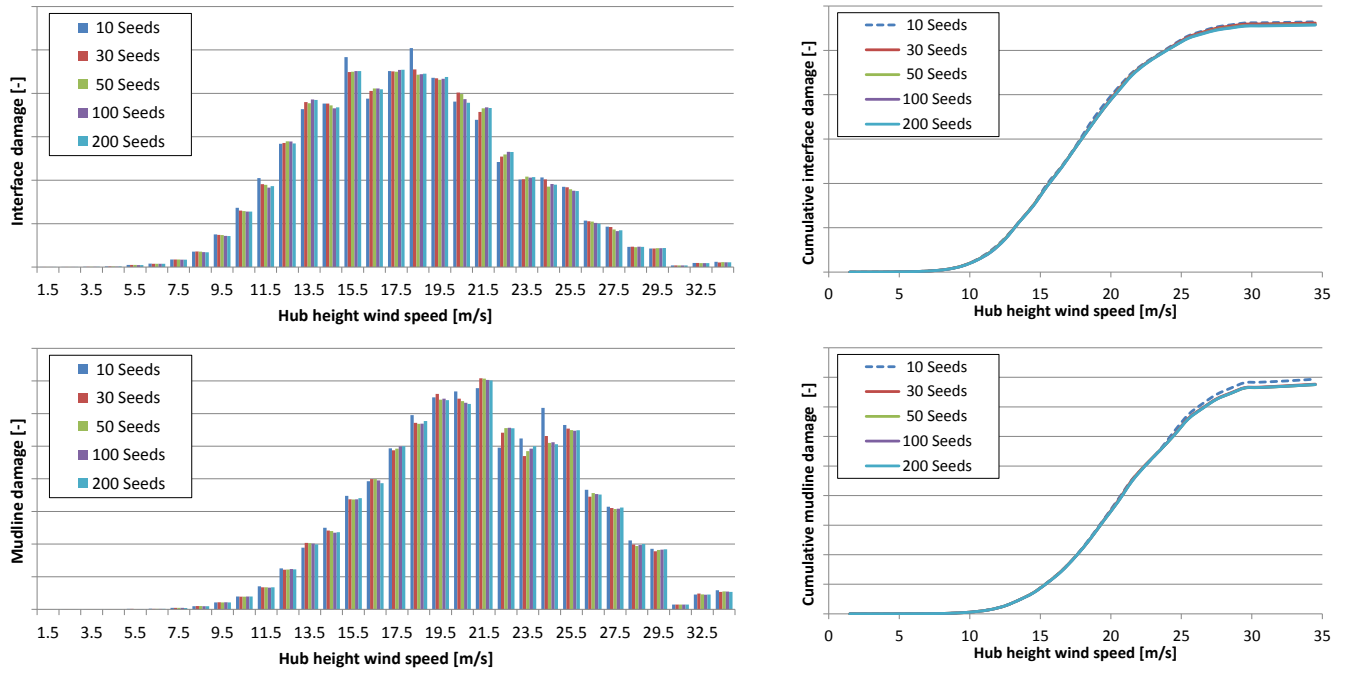 Interface damage [-]
10 Seeds
30 Seeds
50 Seeds
100 Seeds
200 Seeds
1.5 3.5 5.5 7.5 9.5 11.5 13.5 15.5 17.5 19.5 21.5 23.5 25.5 27.5 29.5 32.5
Hub height wind speed [m/s]
Cumulative interface damage [-]
10 Seeds
30 Seeds
50 Seeds
100 Seeds
200 Seeds
0 5 10 15 20 25 30 35
Hub height wind speed [m/s]
Mudline damage [-]
10 Seeds
30 Seeds
50 Seeds
100 Seeds
200 Seeds
1.5 3.5 5.5 7.5 9.5 11.5 13.5 15.5 17.5 19.5 21.5 23.5 25.5 27.5 29.5 32.5
Hub height wind speed [m/s]
Cumulative mudline damage [-]
10 Seeds
30 Seeds
50 Seeds
100 Seeds
200 Seeds
0 5 10 15 20 25 30 35
Hub height wind speed [m/s]